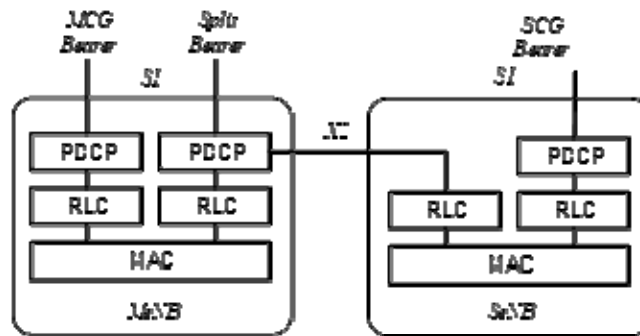 MCG
Bearer
Split
Bearer
SCG
Bearer
S1
S1
X2
PDCP
PDCP
PDCP
RLC
RLC
RLC
RLC
MAC
MAC
MeNB
SeNB